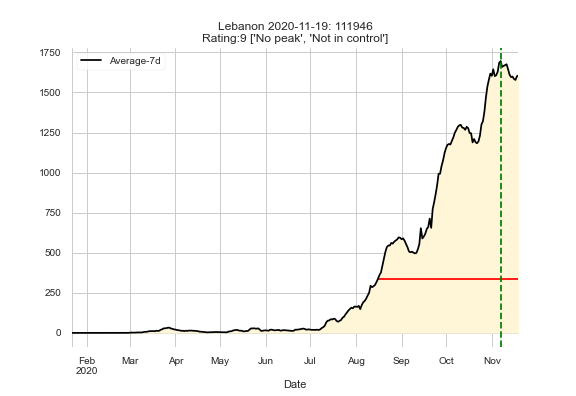 Lebanon 2020-11-19: 111946
Rating:9 ['No peak', 'Not in control']
Average-7d
1750
1500
1250
1000
750
500
250
0
Feb Mar Apr May Jun Jul Aug Sep Oct Nov
2020
Date